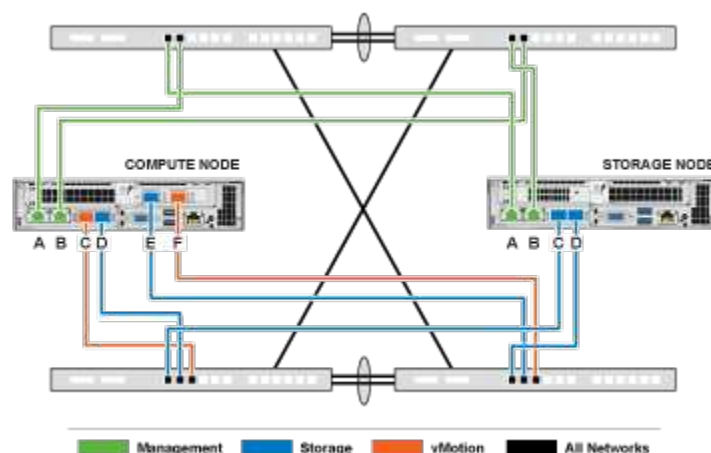 COMPUTE NODE
STORAGE NODE
A B C D E F
A B C D
Management Storage vMotion All Networks